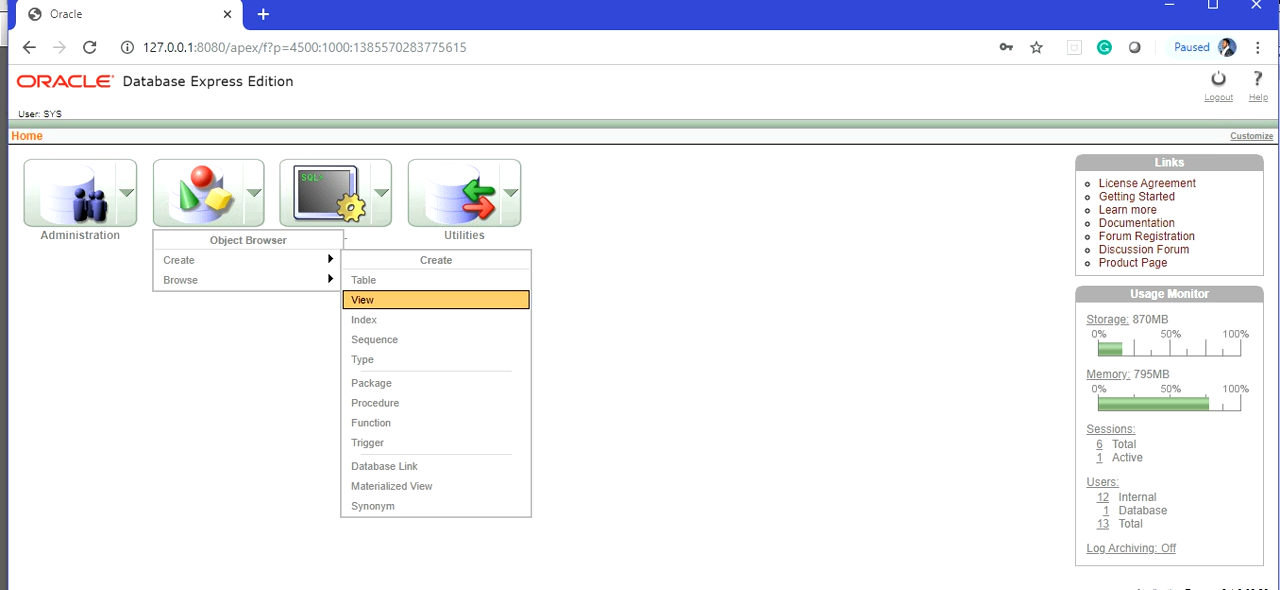 Oracle
127.0.0.1:8080/apex/f?p=4500:1000:1385570283775615
Paused
ORACLE Database Express Edition
Logout
Help
User: SYS
Home
Customize
SQL>
Administration
Utilities
Object Browser
Create
Browse
Create
Table
View
Index
Sequence
Type
Package
Procedure
Function
Trigger
Database Link
Materialized View
Synonym
Links
License Agreement
Getting Started
Learn more
Documentation
Forum Registration
Discussion Forum
Product Page
Usage Monitor
Storage: 870MB
0% 50% 100%
Memory: 795MB
0% 50% 100%
Sessions:
6 Total
1 Active
Users:
12 Internal
1 Database
13 Total
Log Archiving: Off